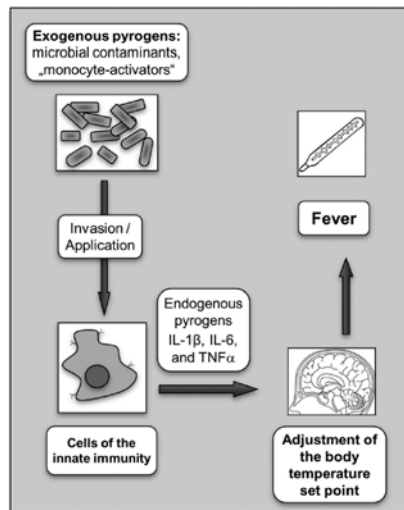 Exogenous pyrogens:
microbial contaminants,
„monocyte-activators“
Invasion /
Application
Endogenous
pyrogens
IL-1β, IL-6,
and TNFα
Cells of the
innate immunity
Fever
Adjustment of
the body
temperature
set point